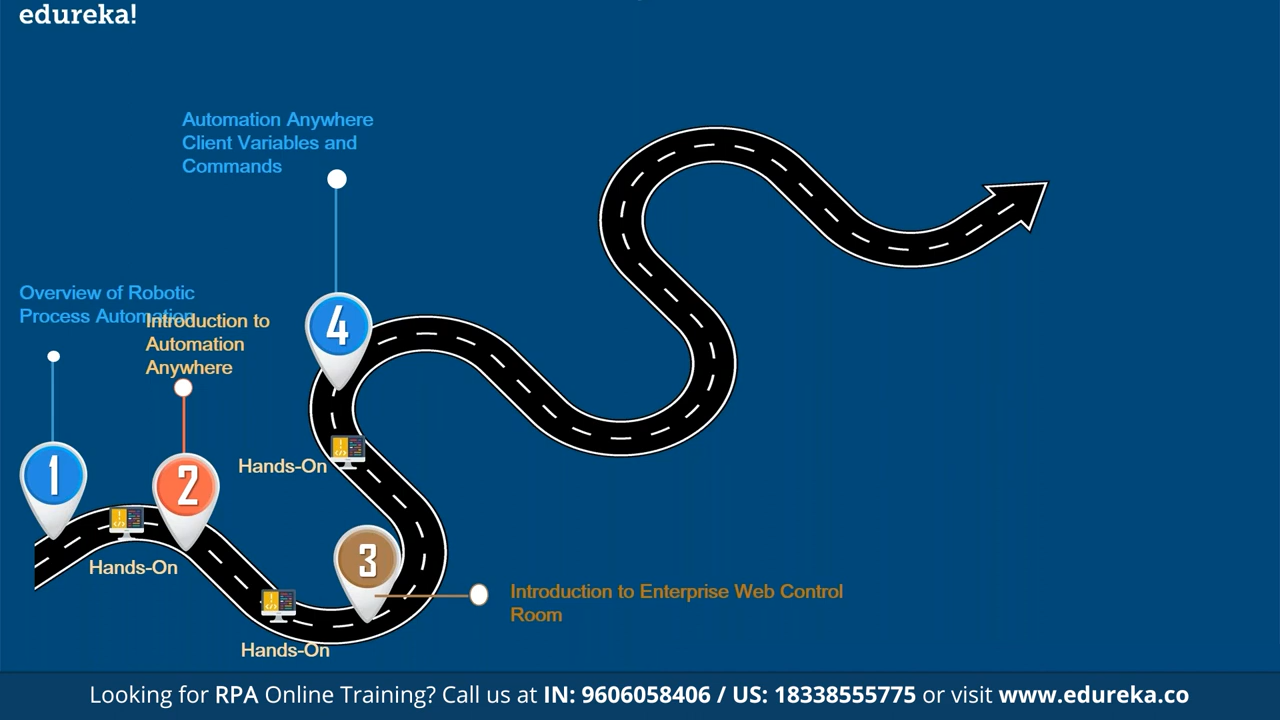 edureka!
Automation Anywhere
Client Variables and
Commands
Overview of Robotic
Process Automation
Introduction to
Automation
Anywhere
4
Hands-On
1
2
3
Hands-On
Introduction to Enterprise Web Control
Room
Hands-On
Looking for RPA Online Training? Call us at IN: 9606058406 / US: 18338555775 or visit www.edureka.co